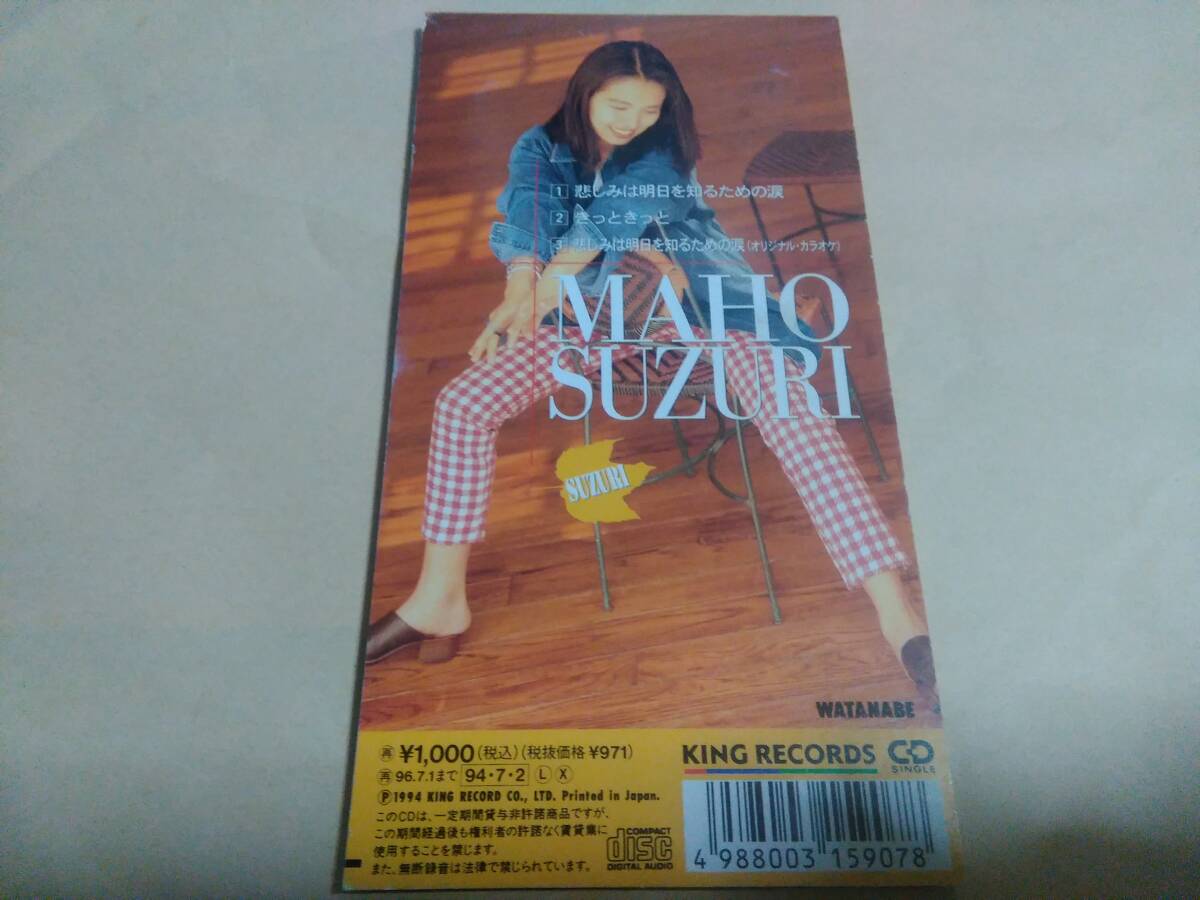 1 悲しみは明日を知るための涙
2 きっときっと
3 悲しみは明日を知るための涙(オリジナル・カラオケ)
MAHO
SUZURI
SUZURI
WATANABE
再 ¥1,000(税込)(税抜価格¥971)
再 96.7.1まで 94・7・2 L X
Ⓟ1994 KING RECORD CO., LTD. Printed in Japan.
このCDは、一定期間貸与非許諾商品ですが、
この期間経過後も権利者の許諾なく賃貸業に
使用することを禁じます。
また、無断録音は法律で禁じられています。
COMPACT
disc
DIGITAL AUDIO
KING RECORDS
CD
SINGLE
4 988003 159078